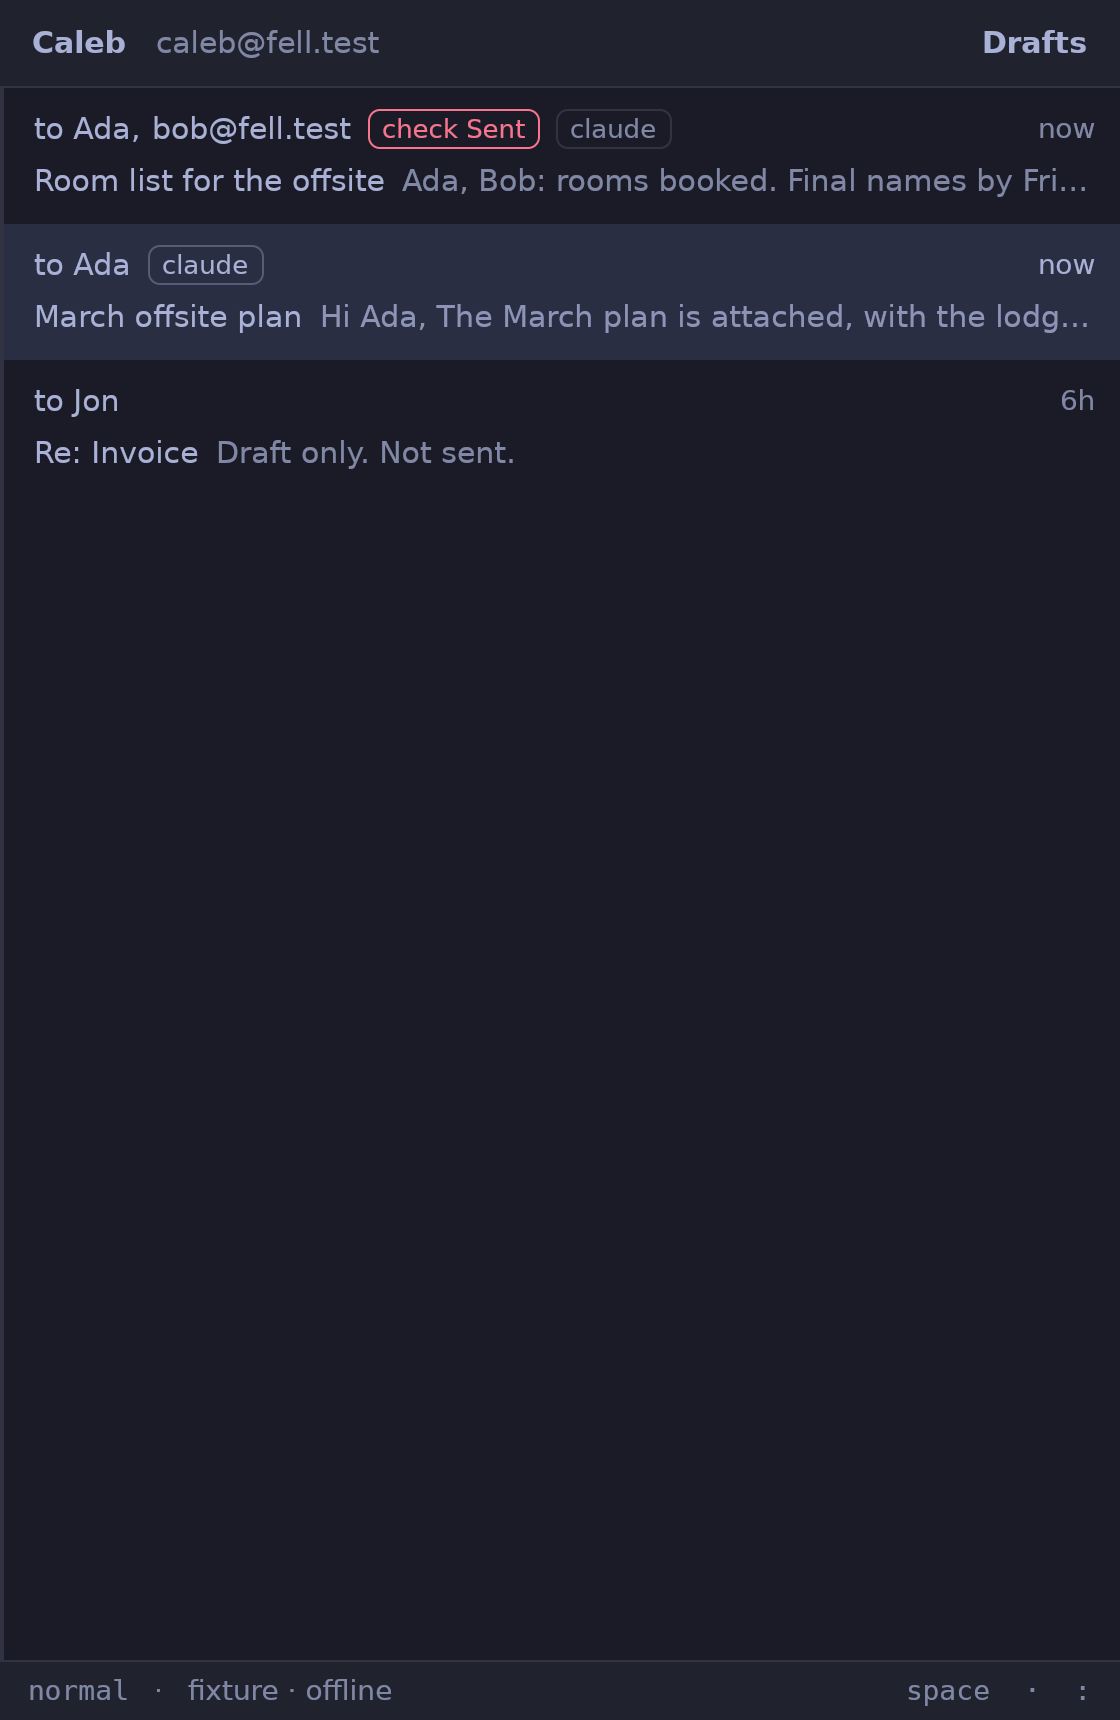 Caleb caleb@fell.test Drafts
to Ada, bob@fell.test check Sent claude now
Room list for the offsite Ada, Bob: rooms booked. Final names by Fri…
to Ada claude now
March offsite plan Hi Ada, The March plan is attached, with the lodg…
to Jon 6h
Re: Invoice Draft only. Not sent.
normal · fixture · offline space · :